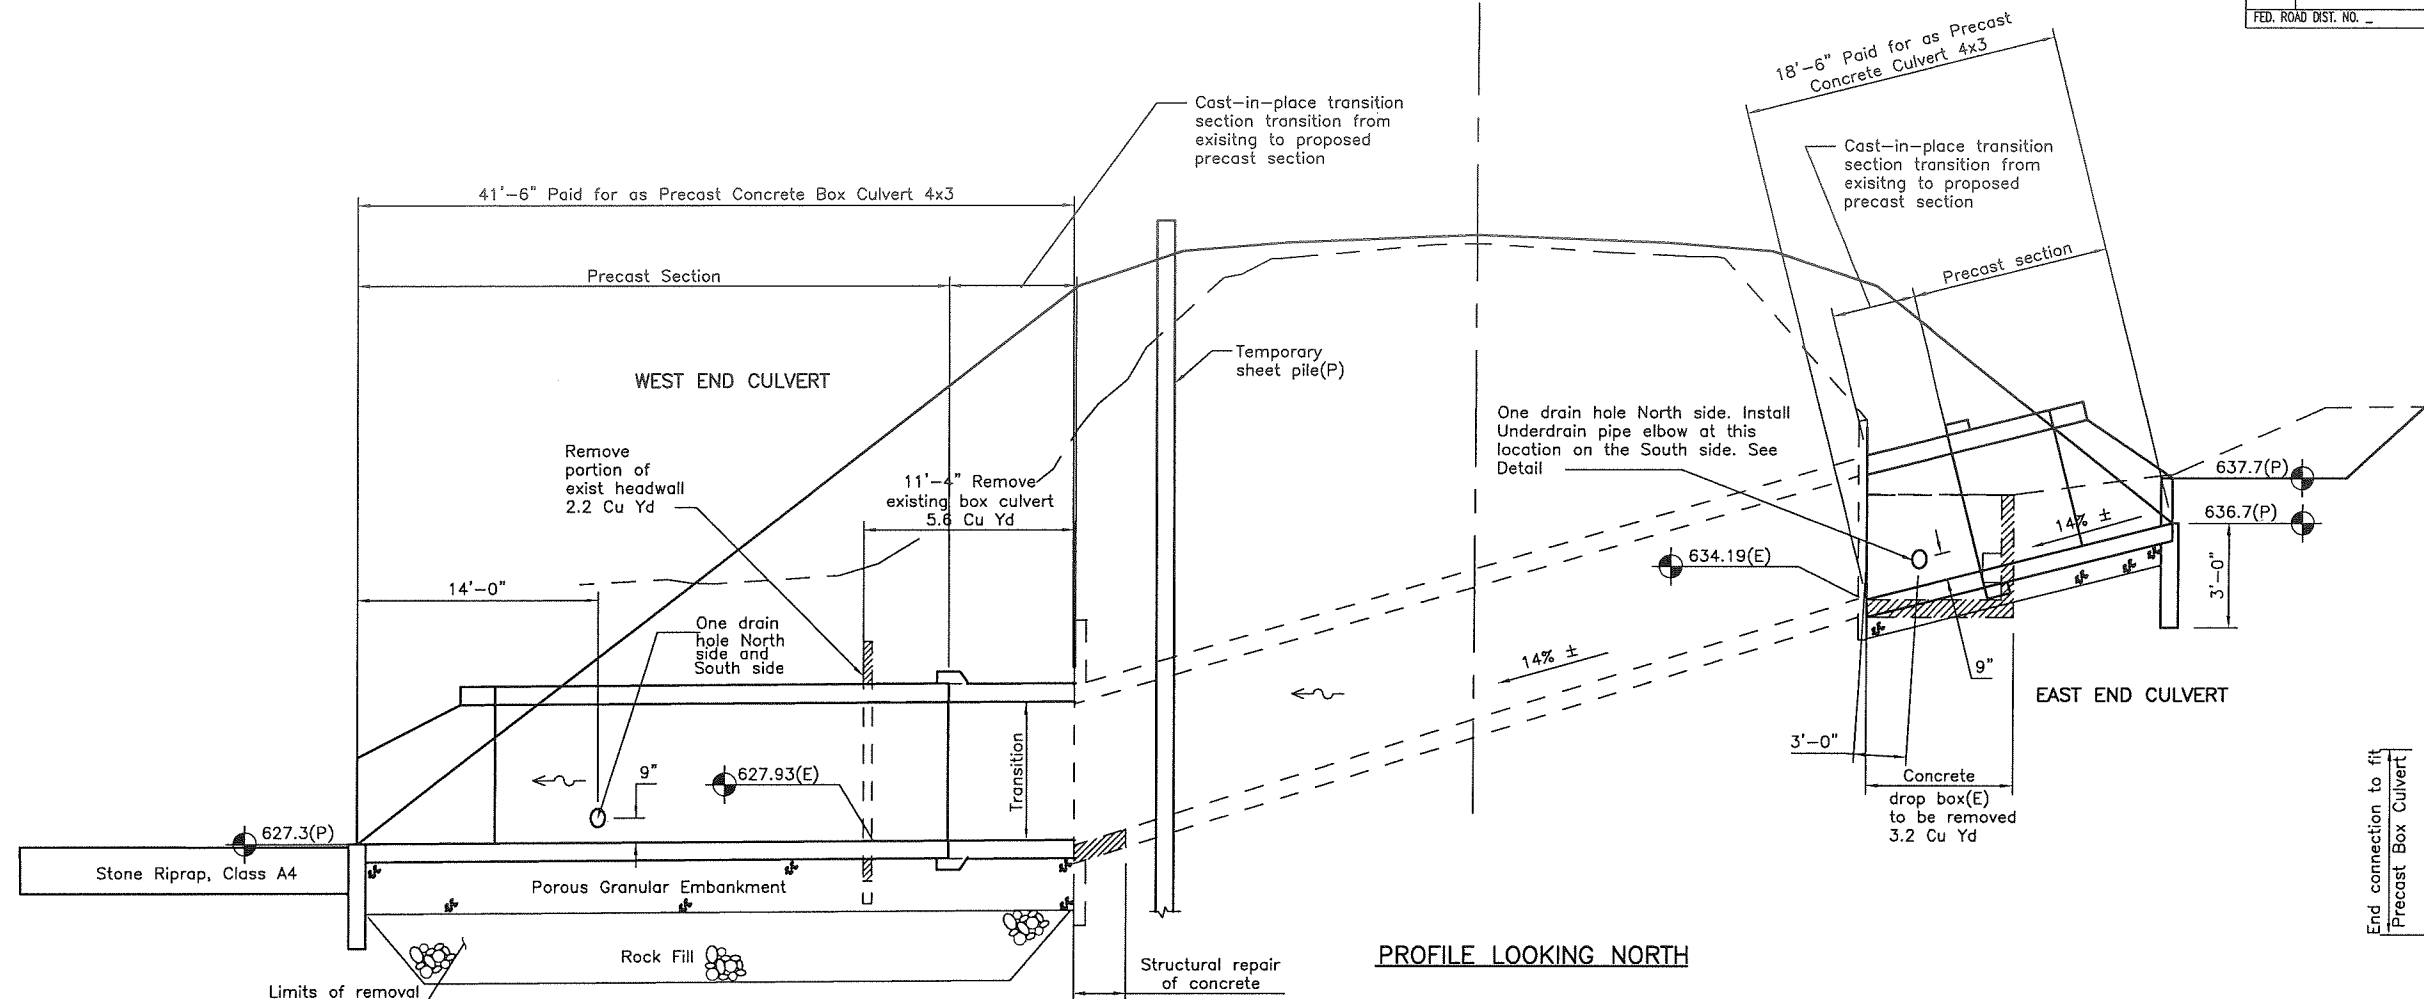 FED. ROAD DIST. NO. _
18'-6" Paid for as Precast
Concrete Culvert 4x3
Cast-in-place transition
section transition from
exisitng to proposed
precast section
Cast-in-place transition
section transition from
exisitng to proposed
precast section
41'-6" Paid for as Precast Concrete Box Culvert 4x3
Precast Section
Precast section
WEST END CULVERT
Temporary
sheet pile(P)
One drain hole North side. Install
Underdrain pipe elbow at this
location on the South side. See
Detail
Remove
portion of
exist headwall
2.2 Cu Yd
11'-4" Remove
existing box culvert
5.6 Cu Yd
637.7(P)
636.7(P)
14% ±
634.19(E)
3'-0"
14'-0"
One drain
hole North
side and
South side
14% ±
9"
EAST END CULVERT
3'-0"
Concrete
drop box(E)
to be removed
3.2 Cu Yd
Transition
9"
627.93(E)
627.3(P)
Stone Riprap, Class A4
Porous Granular Embankment
Rock Fill
Limits of removal
Structural repair
of concrete
PROFILE LOOKING NORTH
End connection to fit
Precast Box Culvert